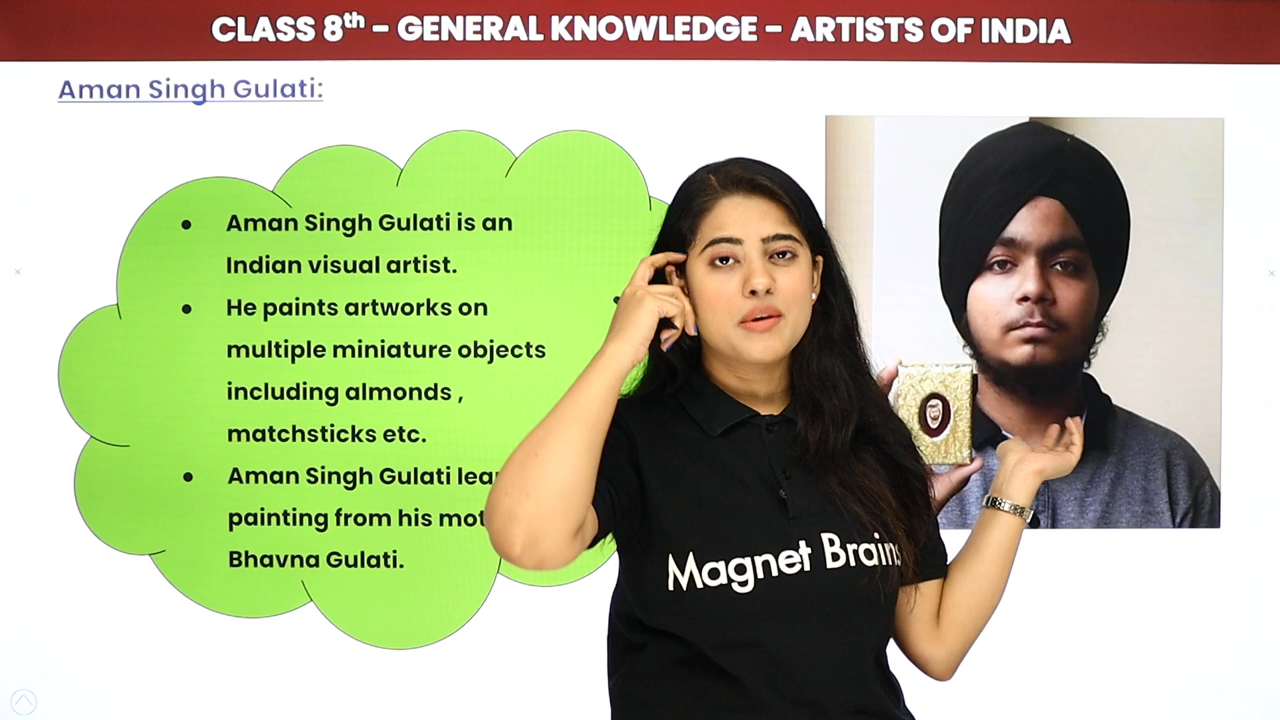 CLASS 8th - GENERAL KNOWLEDGE - ARTISTS OF INDIA
Aman Singh Gulati:
• Aman Singh Gulati is an
Indian visual artist.
• He paints artworks on
multiple miniature objects
including almonds ,
matchsticks etc.
• Aman Singh Gulati
painting from his
Bhavna Gulati.
Magnet Brains